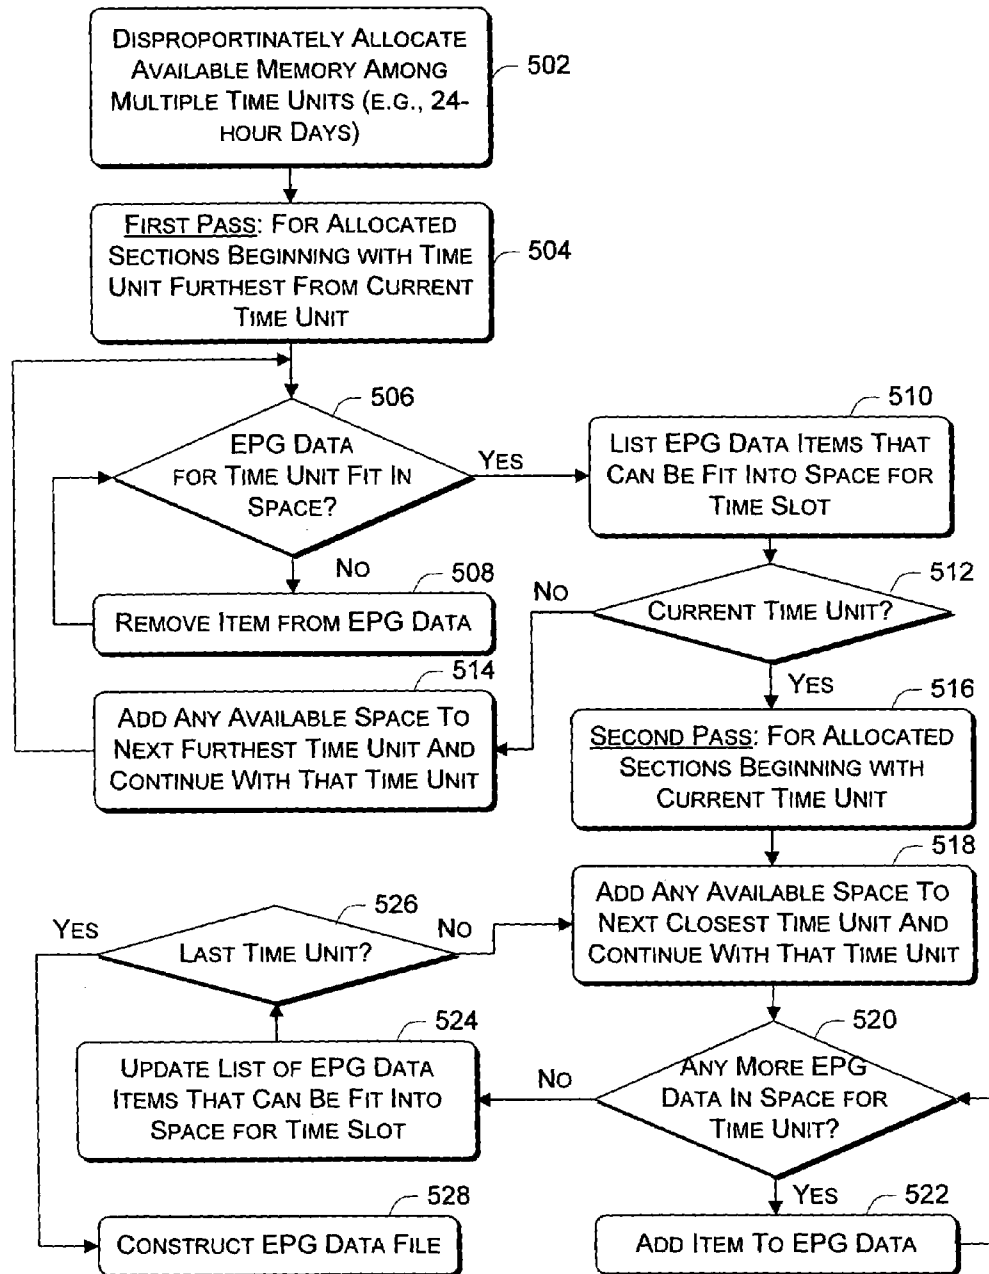 DISPROPORTINATELY ALLOCATE
AVAILABLE MEMORY AMONG
MULTIPLE TIME UNITS (E.G., 24-
HOUR DAYS)
502
FIRST PASS: FOR ALLOCATED
SECTIONS BEGINNING WITH TIME
UNIT FURTHEST FROM CURRENT
TIME UNIT
504
EPG DATA
FOR TIME UNIT FIT IN
SPACE?
506
YES
NO
REMOVE ITEM FROM EPG DATA
508
LIST EPG DATA ITEMS THAT
CAN BE FIT INTO SPACE FOR
TIME SLOT
510
CURRENT TIME UNIT?
512
NO
YES
ADD ANY AVAILABLE SPACE TO
NEXT FURTHEST TIME UNIT AND
CONTINUE WITH THAT TIME UNIT
514
SECOND PASS: FOR ALLOCATED
SECTIONS BEGINNING WITH
CURRENT TIME UNIT
516
ADD ANY AVAILABLE SPACE TO
NEXT CLOSEST TIME UNIT AND
CONTINUE WITH THAT TIME UNIT
518
ANY MORE EPG
DATA IN SPACE FOR
TIME UNIT?
520
NO
YES
ADD ITEM TO EPG DATA
522
UPDATE LIST OF EPG DATA
ITEMS THAT CAN BE FIT INTO
SPACE FOR TIME SLOT
524
LAST TIME UNIT?
526
YES
NO
CONSTRUCT EPG DATA FILE
528